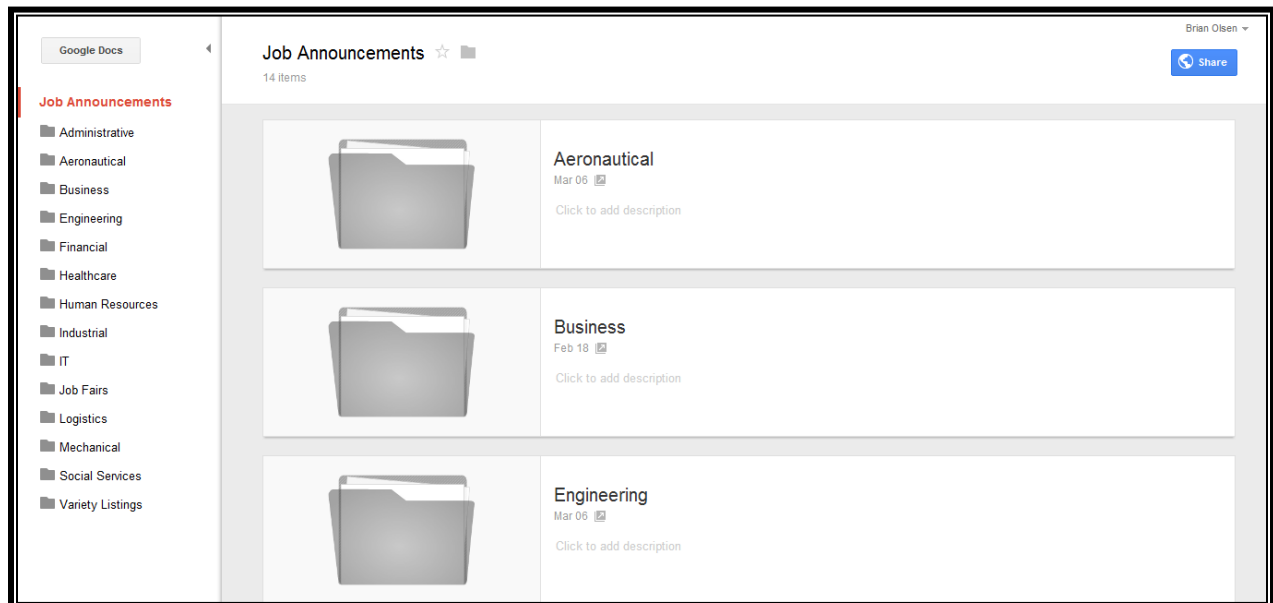 Brian Olsen
Google Docs
Job Announcements
14 items
Share
Job Announcements
Administrative
Aeronautical
Business
Engineering
Financial
Healthcare
Human Resources
Industrial
IT
Job Fairs
Logistics
Mechanical
Social Services
Variety Listings
Aeronautical
Mar 06
Click to add description
Business
Feb 18
Click to add description
Engineering
Mar 06
Click to add description